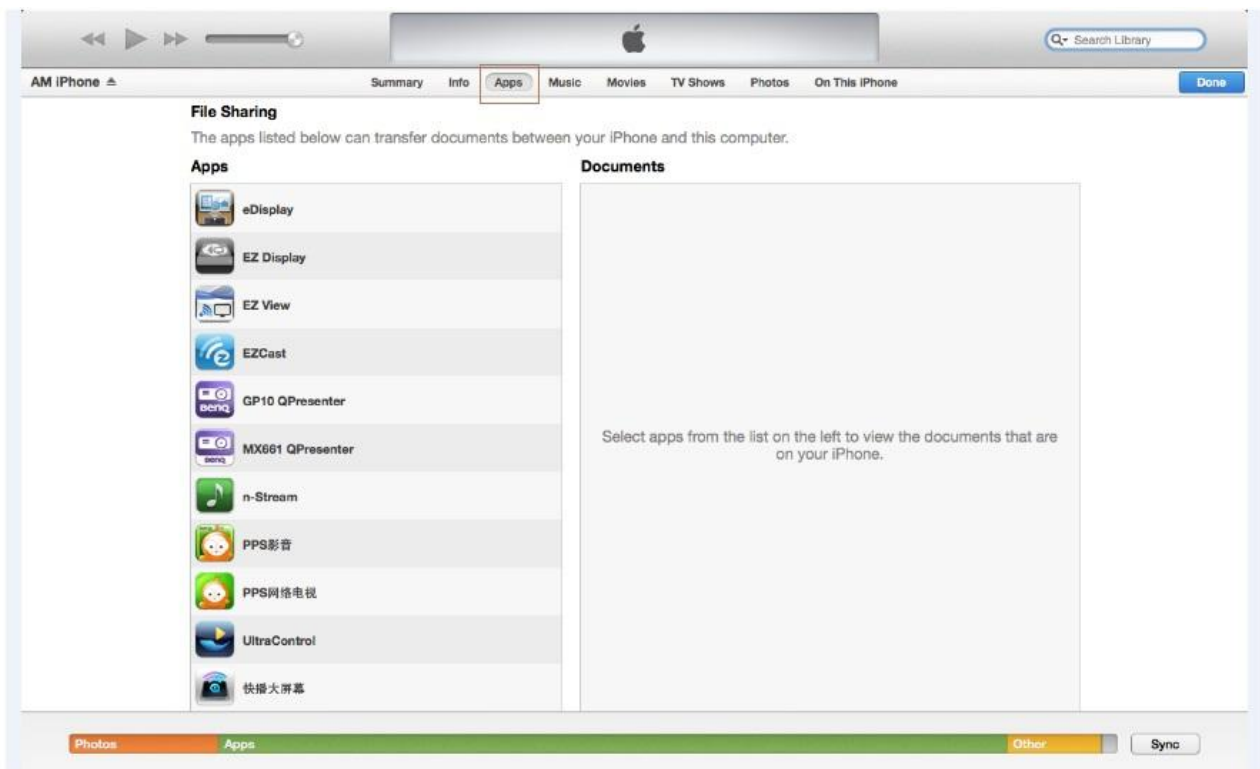 Search Library
AM iPhone
Summary Info Apps Music Movies TV Shows Photos On This iPhone
Done
File Sharing
The apps listed below can transfer documents between your iPhone and this computer.
Apps
Documents
eDisplay
EZ Display
EZ View
EZCast
BenQ
GP10 QPresenter
BenQ
MX661 QPresenter
n-Stream
PPS影音
PPS网络电视
UltraControl
快播大屏幕
Select apps from the list on the left to view the documents that are
on your iPhone.
Photos Apps Other
Sync